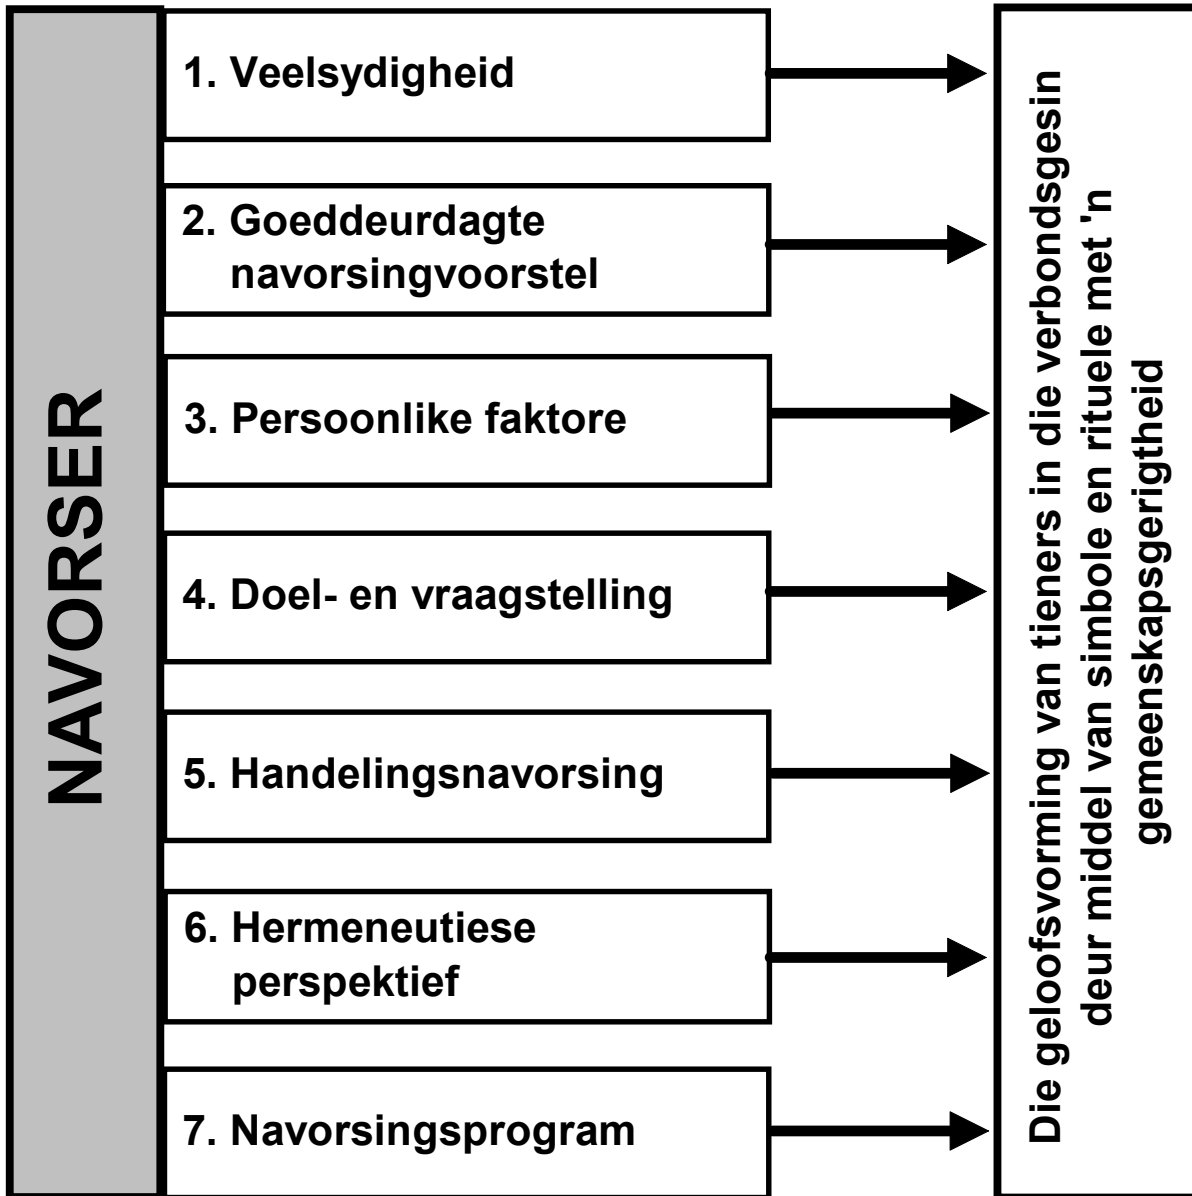 NAVORSER
1. Veelsydigheid
2. Goeddeurdagte
navorsingvoorstel
3. Persoonlike faktore
4. Doel- en vraagstelling
5. Handelingsnavorsing
6. Hermeneutiese
perspektief
7. Navorsingsprogram
Die geloofsvorming van tieners in die verbondsgesin
deur middel van simbole en rituele met 'n
gemeenskapsgerigtheid